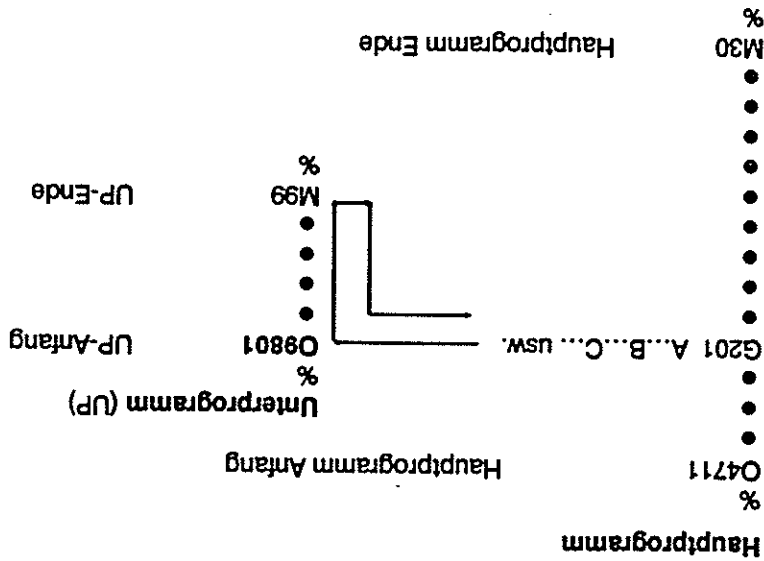 Hauptprogramm
%
O4711 Hauptprogramm Anfang
Unterprogramm (UP)
%
G201 A...B...C... usw. O9801 UP-Anfang
M99 UP-Ende
%
M30 Hauptprogramm Ende
%